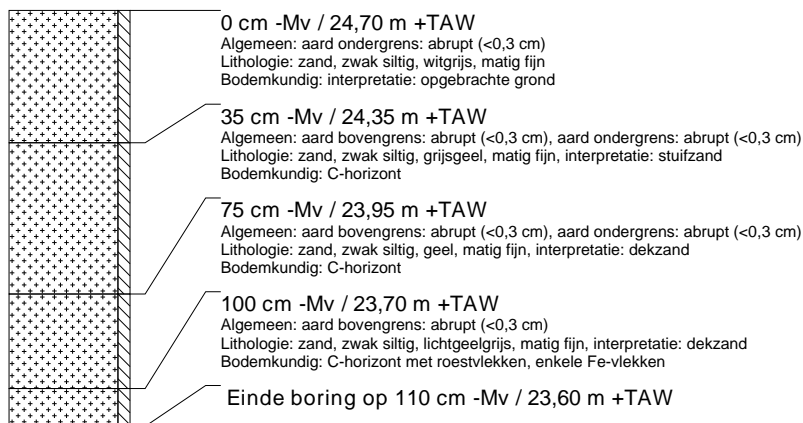 0 cm -Mv / 24,70 m +TAW
Algemeen: aard ondergrens: abrupt (<0,3 cm)
Lithologie: zand, zwak siltig, witgrijs, matig fijn
Bodemkundig: interpretatie: opgebrachte grond
35 cm -Mv / 24,35 m +TAW
Algemeen: aard bovengrens: abrupt (<0,3 cm), aard ondergrens: abrupt (<0,3 cm)
Lithologie: zand, zwak siltig, grijsgeel, matig fijn, interpretatie: stuifzand
Bodemkundig: C-horizont
75 cm -Mv / 23,95 m +TAW
Algemeen: aard bovengrens: abrupt (<0,3 cm), aard ondergrens: abrupt (<0,3 cm)
Lithologie: zand, zwak siltig, geel, matig fijn, interpretatie: dekzand
Bodemkundig: C-horizont
100 cm -Mv / 23,70 m +TAW
Algemeen: aard bovengrens: abrupt (<0,3 cm)
Lithologie: zand, zwak siltig, lichtgeelgrijs, matig fijn, interpretatie: dekzand
Bodemkundig: C-horizont met roestvlekken, enkele Fe-vlekken
Einde boring op 110 cm -Mv / 23,60 m +TAW